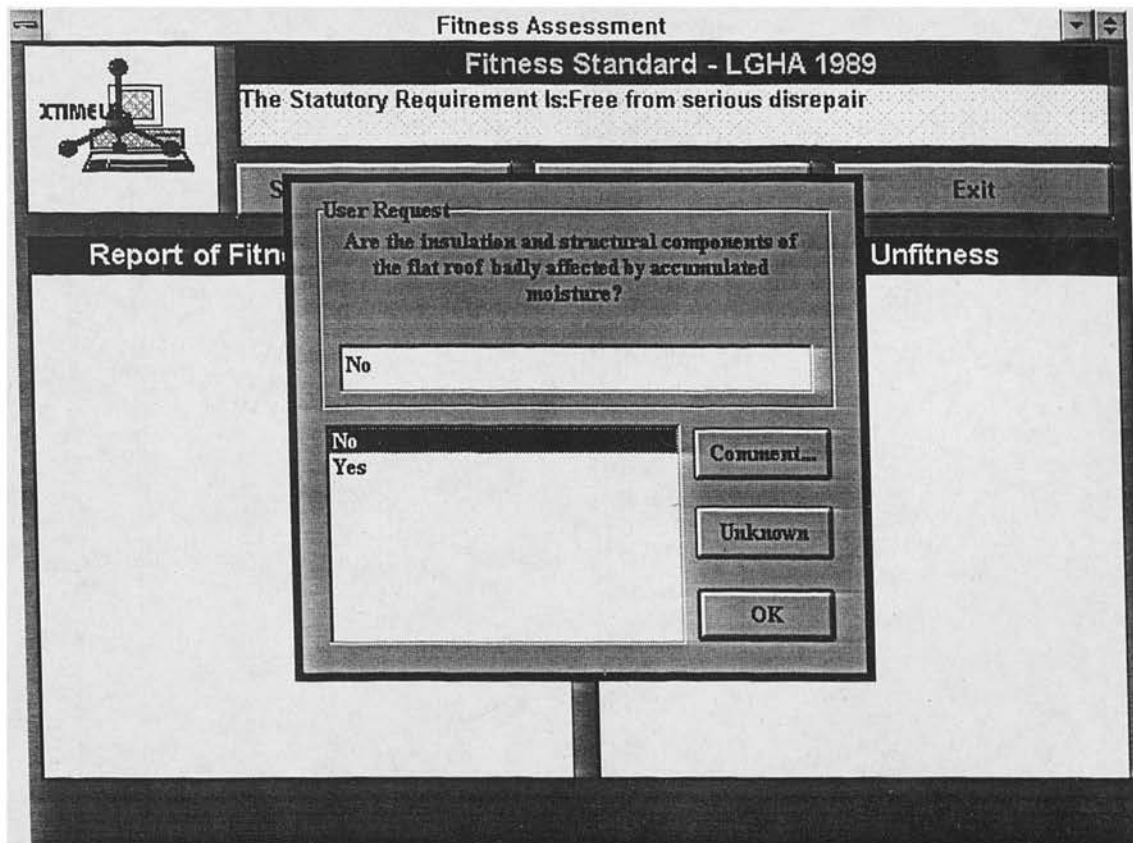 Fitness Assessment
Fitness Standard - LGHA 1989
XTIMEL
The Statutory Requirement Is:Free from serious disrepair
Exit
Report of
Unfitness
User Request
Are the insulation and structural components of
the flat roof badly affected by accumulated
moisture?
No
No
Yes
Comment...
Unknown
OK